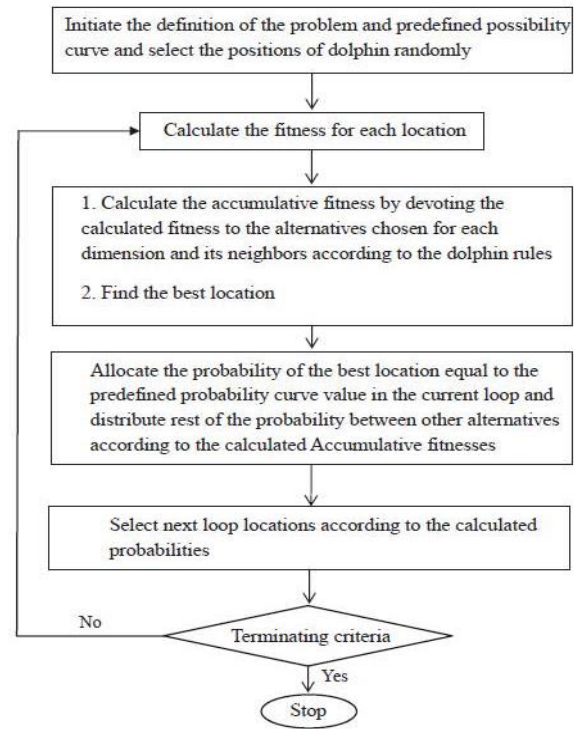 Initiate the definition of the problem and predefined possibility
curve and select the positions of dolphin randomly
Calculate the fitness for each location
1. Calculate the accumulative fitness by devoting the
calculated fitness to the alternatives chosen for each
dimension and its neighbors according to the dolphin rules
2. Find the best location
Allocate the probability of the best location equal to the
predefined probability curve value in the current loop and
distribute rest of the probability between other alternatives
according to the calculated Accumulative fitnesses
Select next loop locations according to the calculated
probabilities
No
Terminating criteria
Yes
Stop